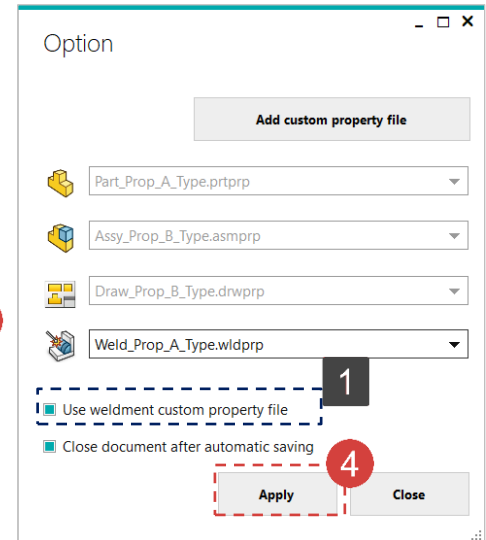 Option
Add custom property file
Part_Prop_A_Type.prtprp
Assy_Prop_B_Type.asmprp
Draw_Prop_B_Type.drwprp
Weld_Prop_A_Type.wldprp
1
Use weldment custom property file
Close document after automatic saving
4
Apply
Close